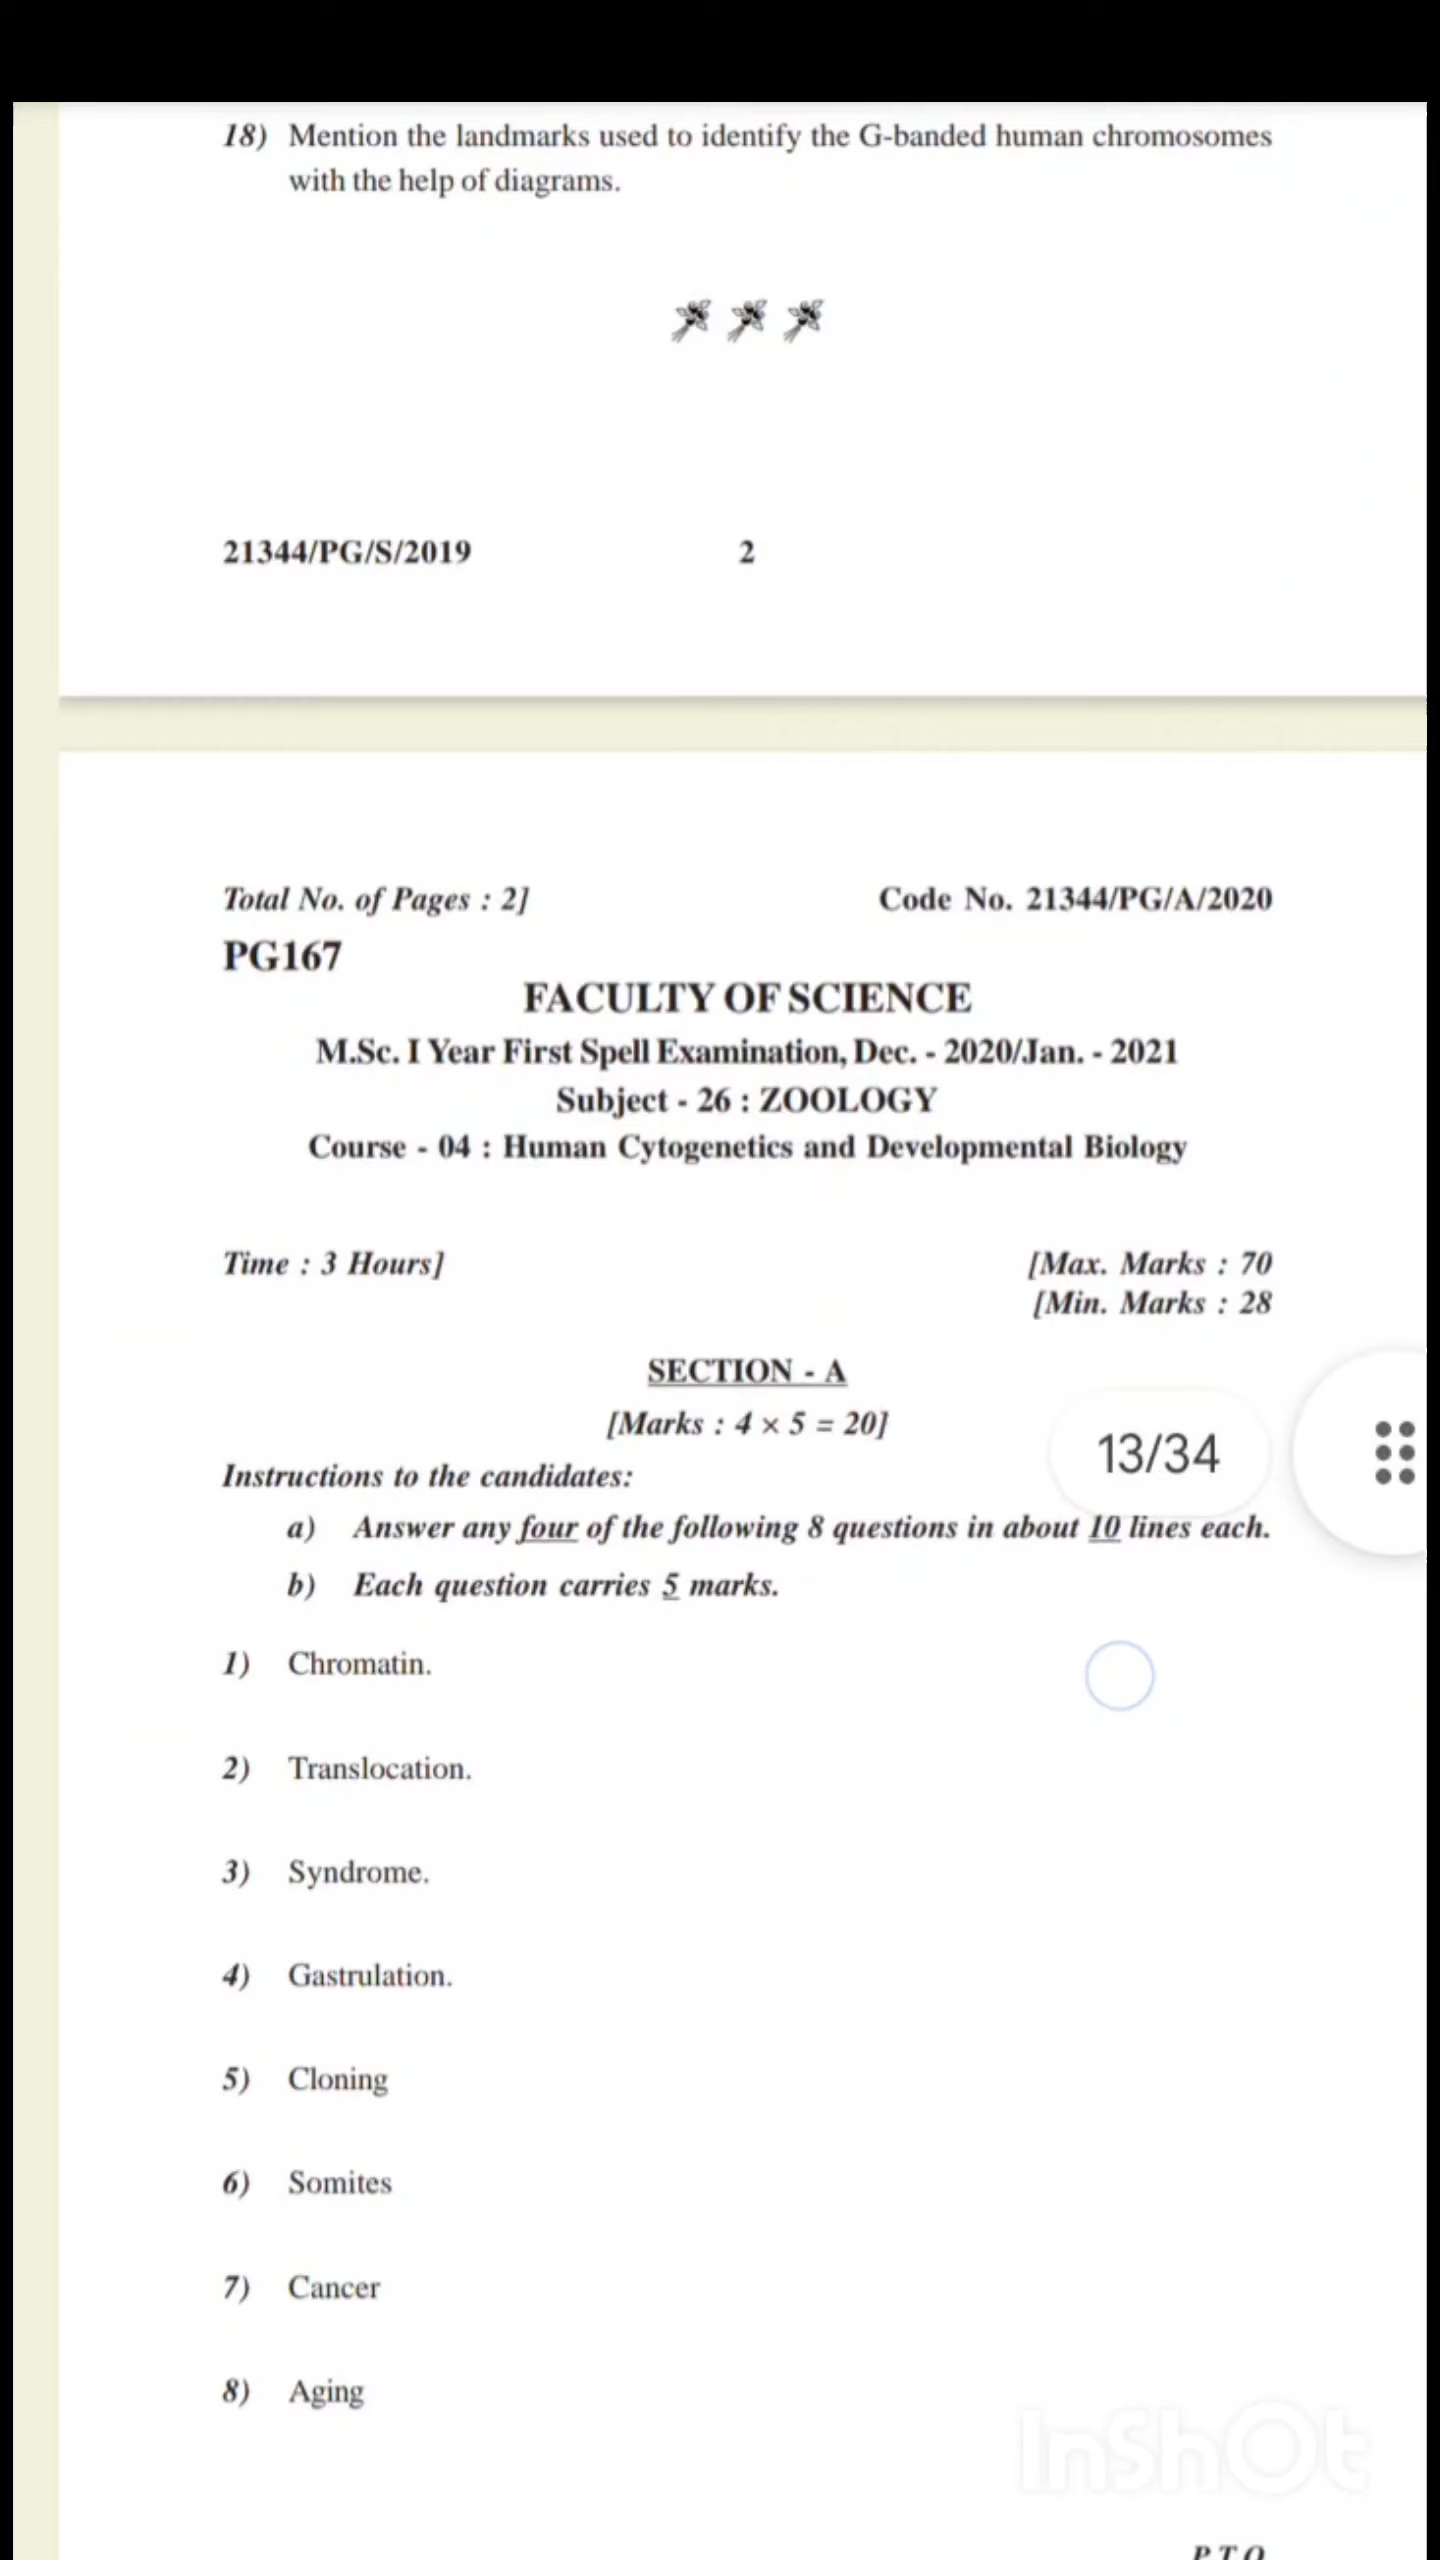 18) Mention the landmarks used to identify the G-banded human chromosomes
with the help of diagrams.
21344/PG/S/2019 2
Total No. of Pages : 2] Code No. 21344/PG/A/2020
PG167
FACULTY OF SCIENCE
M.Sc. I Year First Spell Examination, Dec. - 2020/Jan. - 2021
Subject - 26 : ZOOLOGY
Course - 04 : Human Cytogenetics and Developmental Biology
Time : 3 Hours] [Max. Marks : 70
[Min. Marks : 28
SECTION - A
[Marks : 4 × 5 = 20]
13/34
Instructions to the candidates:
a) Answer any four of the following 8 questions in about 10 lines each.
b) Each question carries 5 marks.
1) Chromatin.
2) Translocation.
3) Syndrome.
4) Gastrulation.
5) Cloning
6) Somites
7) Cancer
8) Aging
InShOt
P.T.O